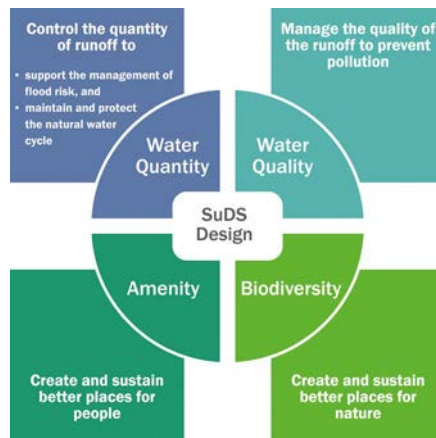 Control the quantity
of runoff to
• support the management of
flood risk, and
• maintain and protect
the natural water
cycle
Manage the quality of
the runoff to prevent
pollution
Water
Quantity
Water
Quality
SuDS
Design
Amenity
Biodiversity
Create and sustain
better places for
people
Create and sustain
better places for
nature